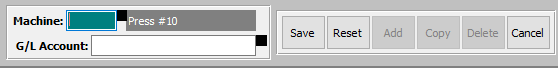 Machine: Press #10
G/L Account:
Save Reset Add Copy Delete Cancel